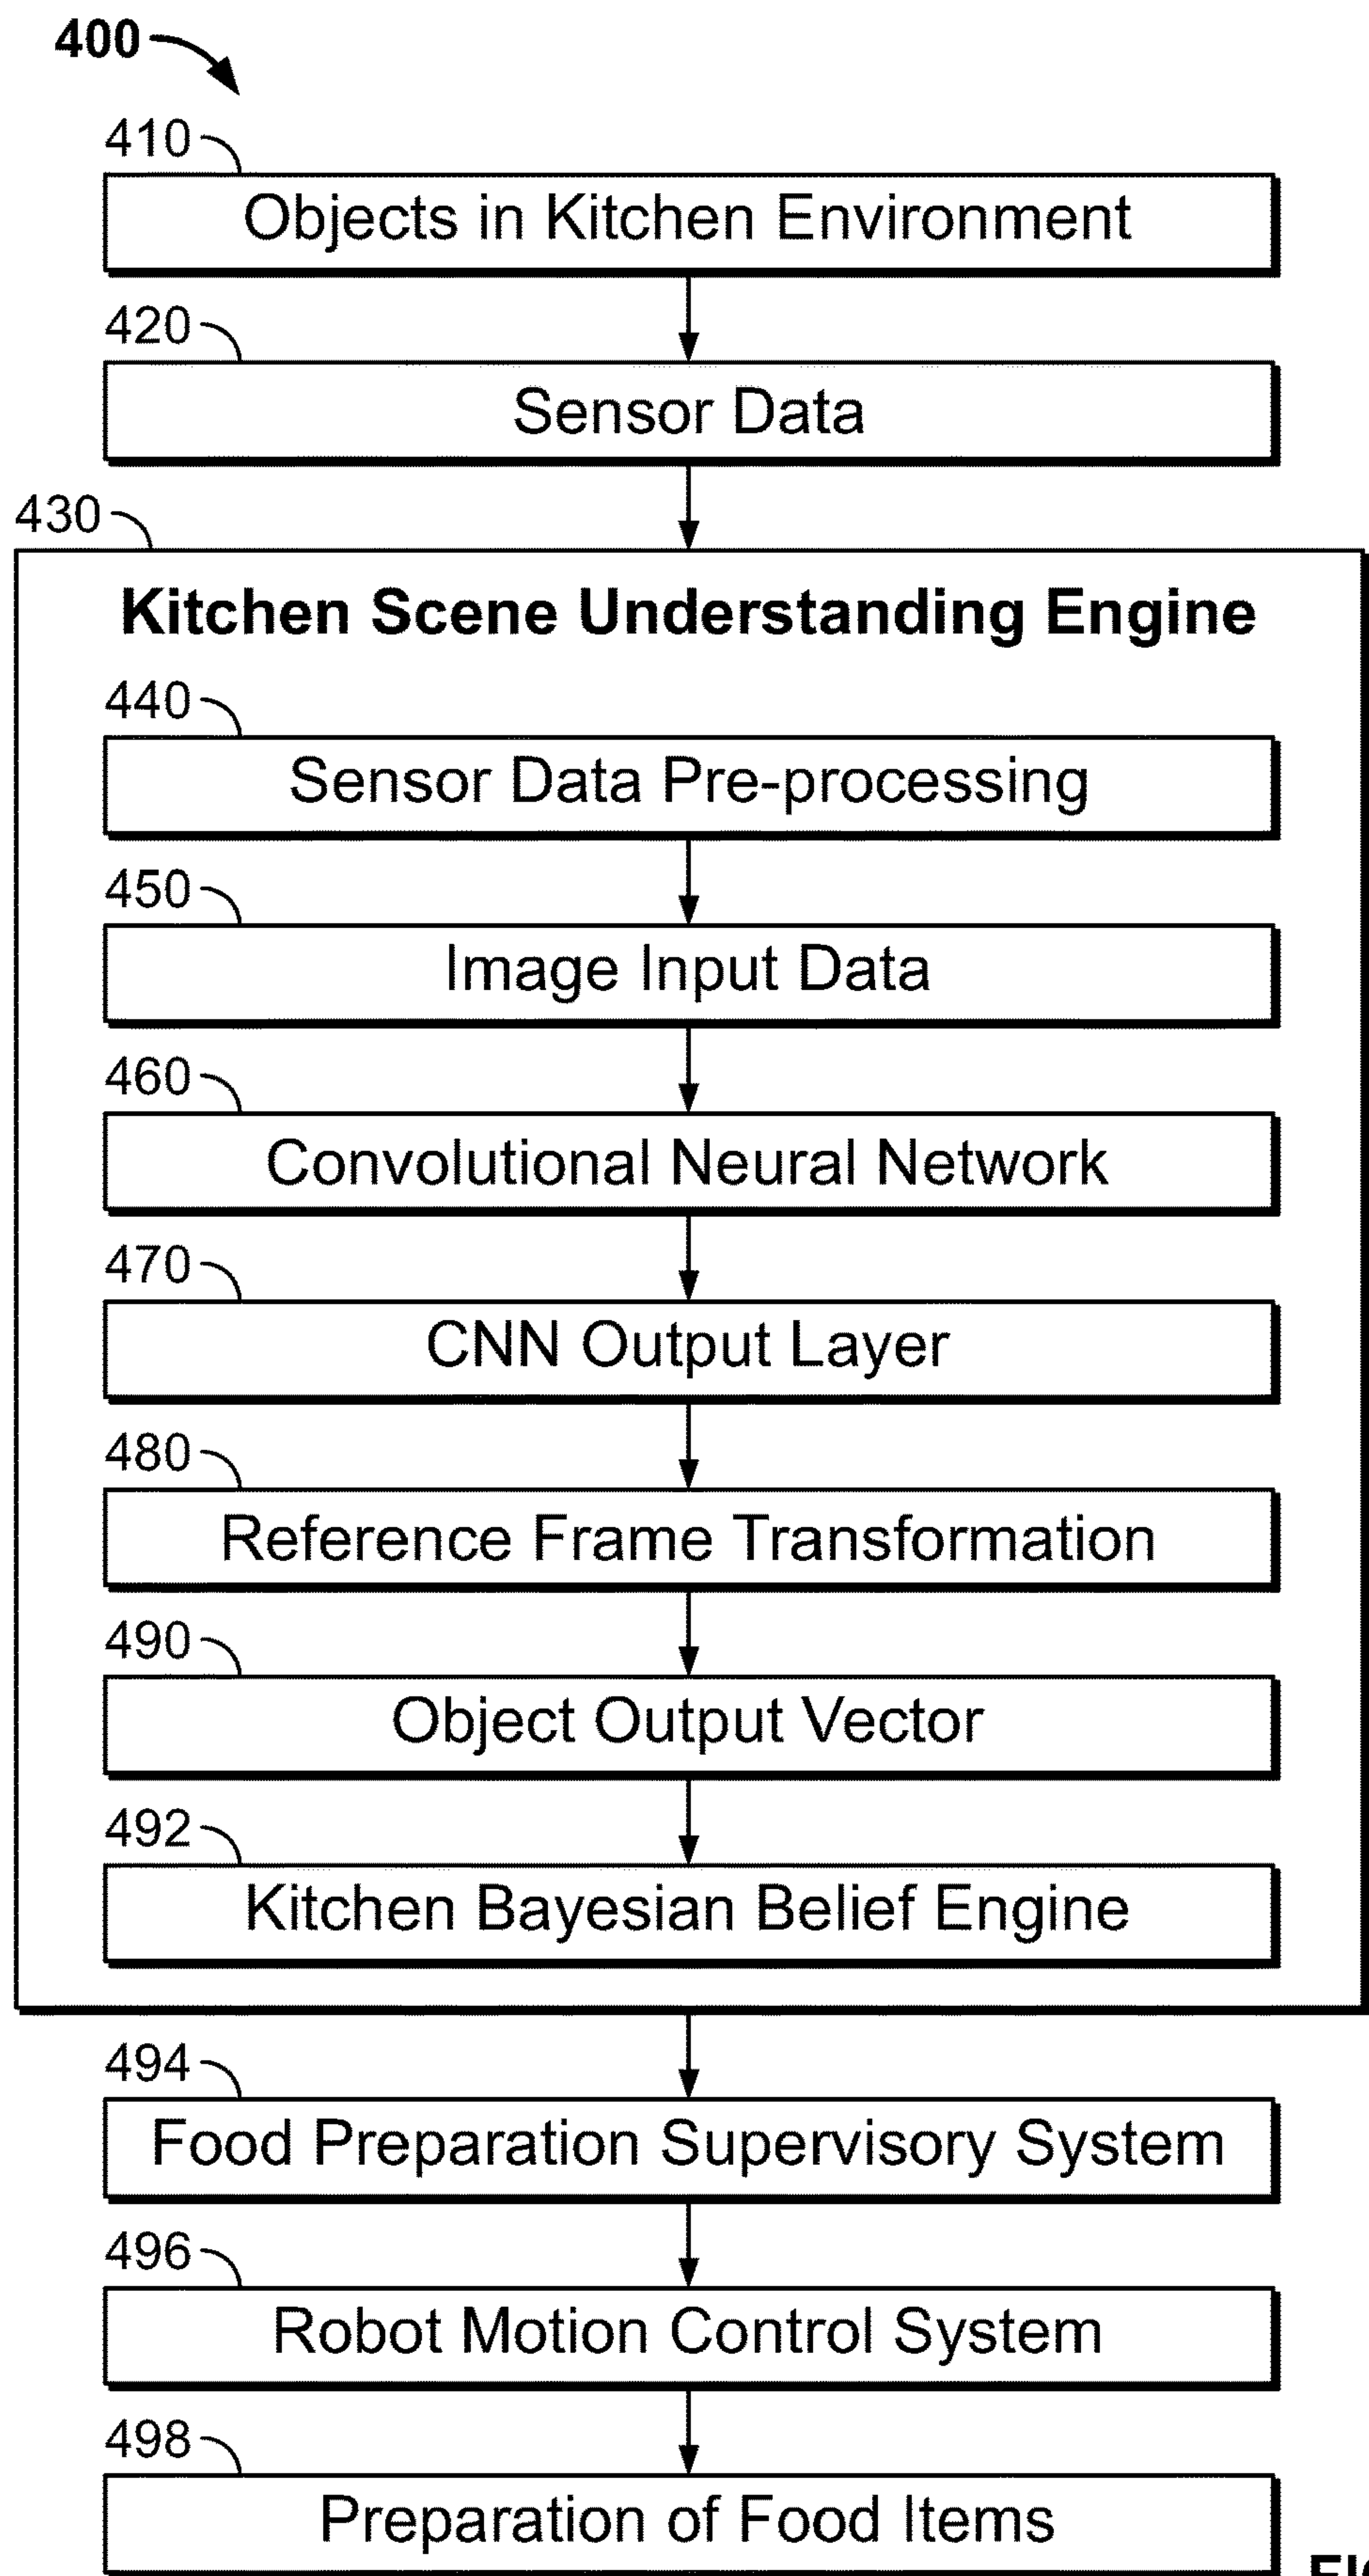 400
410
Objects in Kitchen Environment
420
Sensor Data
430
Kitchen Scene Understanding Engine
440
Sensor Data Pre-processing
450
Image Input Data
460
Convolutional Neural Network
470
CNN Output Layer
480
Reference Frame Transformation
490
Object Output Vector
492
Kitchen Bayesian Belief Engine
494
Food Preparation Supervisory System
496
Robot Motion Control System
498
Preparation of Food Items